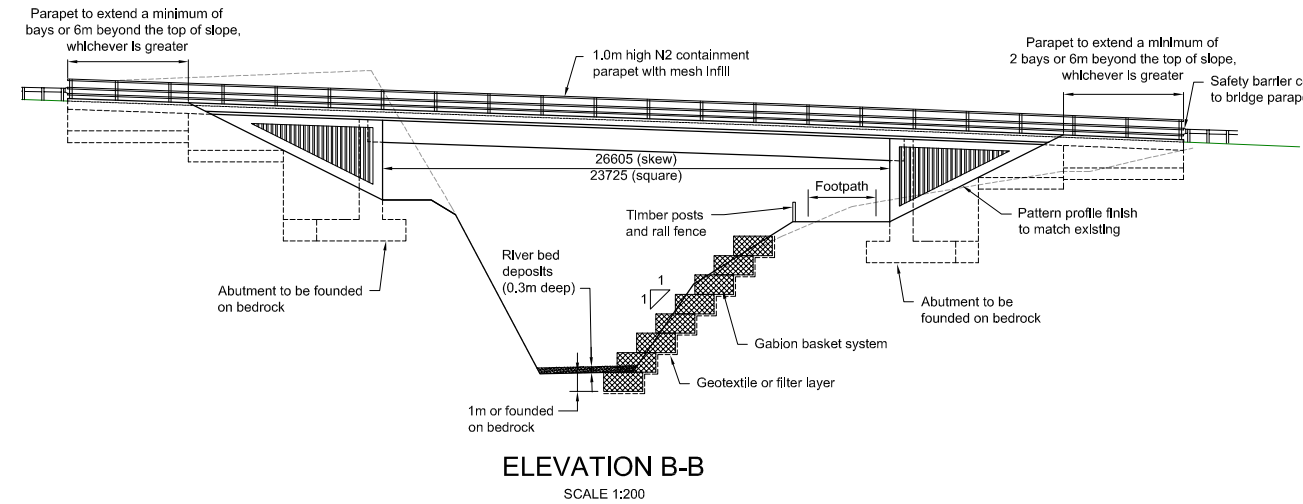 Parapet to extend a minimum of
bays or 6m beyond the top of slope,
whichever is greater
1.0m high N2 containment
parapet with mesh infill
Parapet to extend a minimum of
2 bays or 6m beyond the top of slope,
whichever is greater
Safety barrier c
to bridge parap
26605 (skew)
23725 (square)
Footpath
Timber posts
and rail fence
Pattern profile finish
to match existing
River bed
deposits
(0.3m deep)
1
1
Abutment to be founded
on bedrock
Abutment to be
founded on bedrock
Gabion basket system
Geotextile or filter layer
1m or founded
on bedrock
ELEVATION B-B
SCALE 1:200